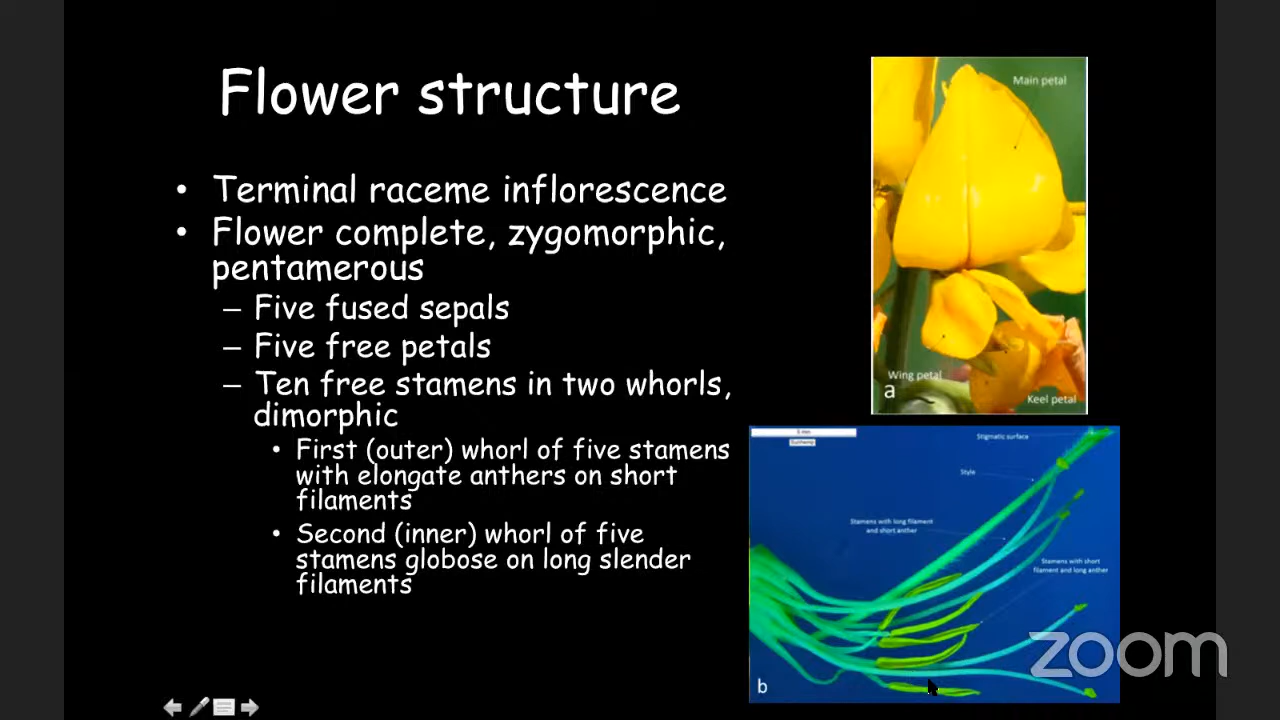 Flower structure
• Terminal raceme inflorescence
• Flower complete, zygomorphic,
pentamerous
– Five fused sepals
– Five free petals
– Ten free stamens in two whorls,
dimorphic
• First (outer) whorl of five stamens
with elongate anthers on short
filaments
• Second (inner) whorl of five
stamens globose on long slender
filaments
Main petal
Wing petal
a
Keel petal
Stigmatic surface
Style
Stamens with long filament
and short anther
Stamens with short
filament and long anther
b
zoom